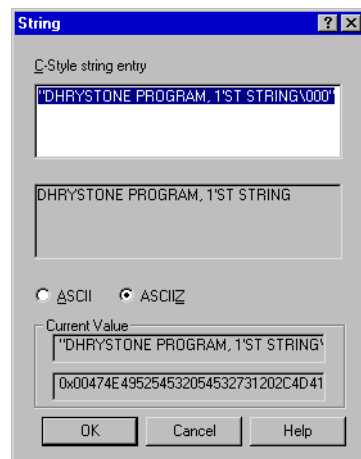 String
C-Style string entry
"DHRYSTONE PROGRAM, 1'ST STRING\000"
DHRYSTONE PROGRAM, 1'ST STRING
ASCII ASCIIZ
Current Value
"DHRYSTONE PROGRAM, 1'ST STRING\
0x00474E495254532054532731202C4D41
OK Cancel Help